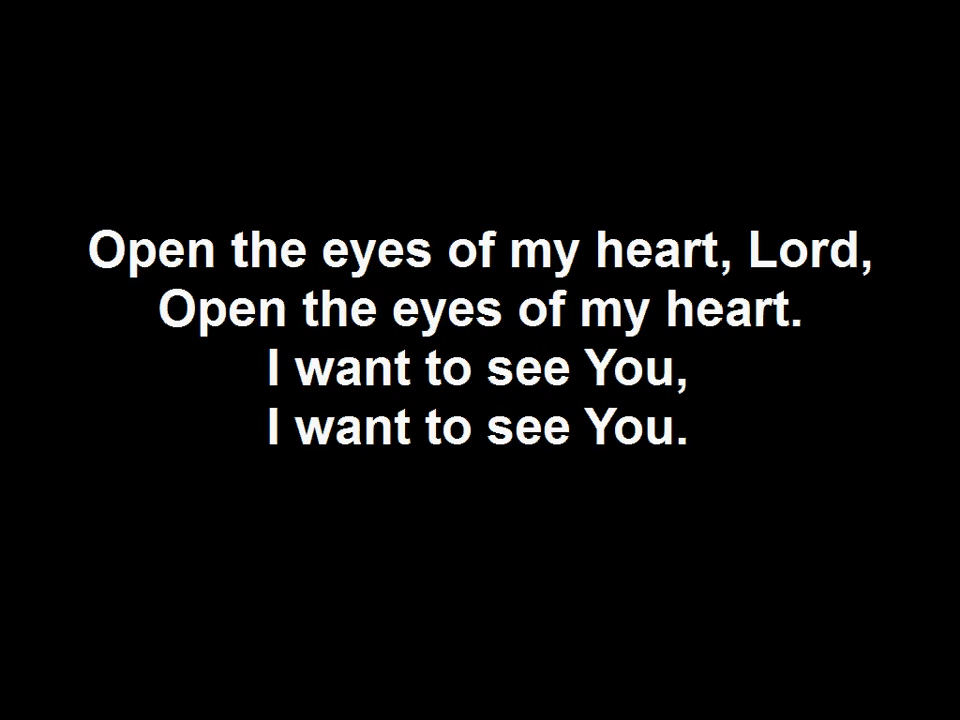 Open the eyes of my heart, Lord,
Open the eyes of my heart.
I want to see You,
I want to see You.